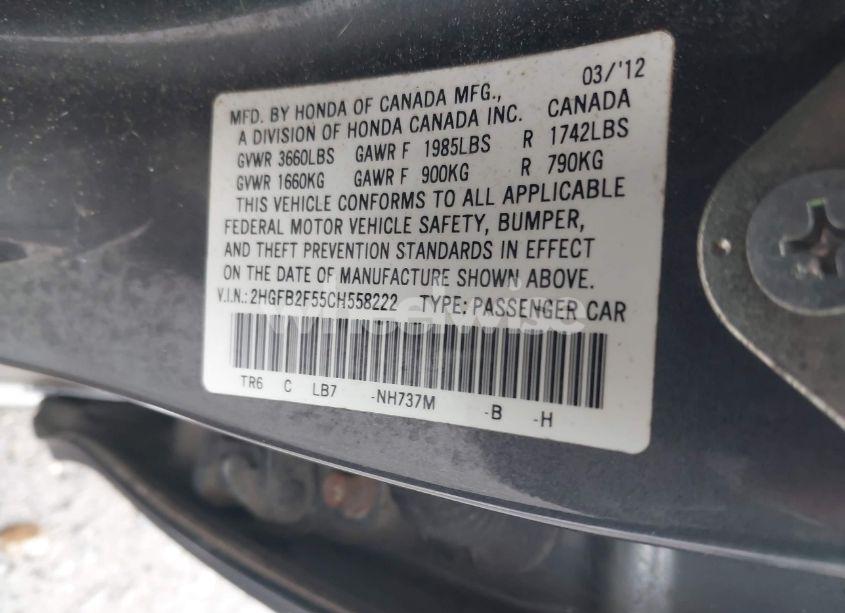 03/'12
MFD. BY HONDA OF CANADA MFG.,
A DIVISION OF HONDA CANADA INC. CANADA
GVWR 3660LBS GAWR F 1985LBS R 1742LBS
GVWR 1660KG GAWR F 900KG R 790KG
THIS VEHICLE CONFORMS TO ALL APPLICABLE
FEDERAL MOTOR VEHICLE SAFETY, BUMPER,
AND THEFT PREVENTION STANDARDS IN EFFECT
ON THE DATE OF MANUFACTURE SHOWN ABOVE.
V.I.N.: 2HGFB2F55CH558222 TYPE: PASSENGER CAR
TR6 C LB7 -NH737M -B -H